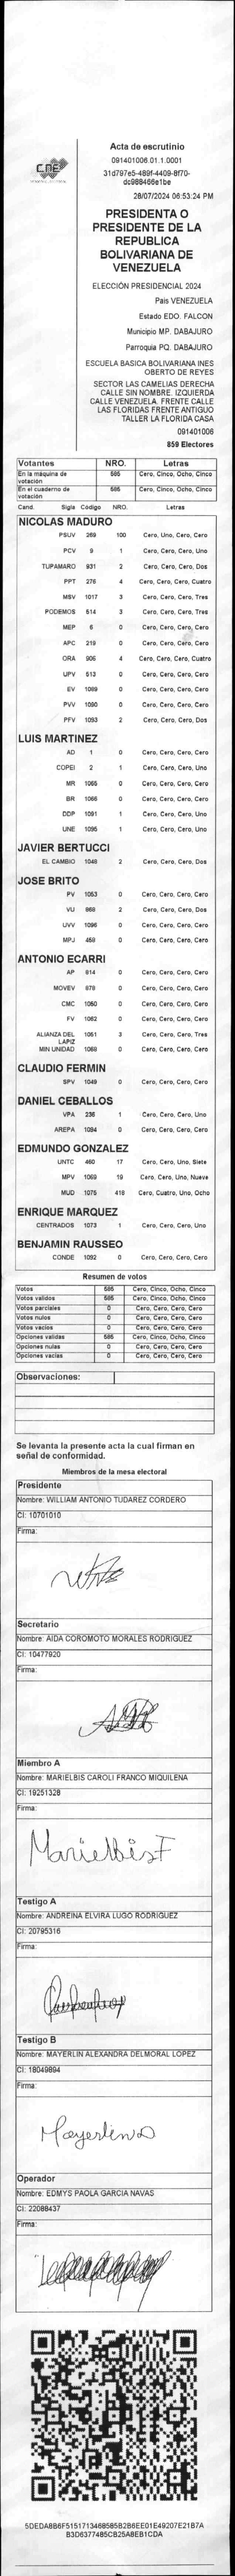 CNE
Acta de escrutinio
091401006.01.1.0001
31d797e5-489f-4409-8f70-
dc988466e1be
28/07/2024 06:53:24 PM
PRESIDENTA O
PRESIDENTE DE LA
REPUBLICA
BOLIVARIANA DE
VENEZUELA
ELECCIÓN PRESIDENCIAL 2024
País VENEZUELA
Estado EDO. FALCON
Municipio MP. DABAJURO
Parroquia PQ. DABAJURO
ESCUELA BASICA BOLIVARIANA INES
OBERTO DE REYES
SECTOR LAS CAMELIAS DERECHA
CALLE SIN NOMBRE. IZQUIERDA
CALLE VENEZUELA. FRENTE CALLE
LAS FLORIDAS FRENTE ANTIGUO
TALLER LA FLORIDA CASA
091401006
859 Electores
Votantes NRO. Letras
En la máquina de votación 585 Cero, Cinco, Ocho, Cinco
En el cuaderno de votación 585 Cero, Cinco, Ocho, Cinco
Cand. Sigla Código NRO. Letras
NICOLAS MADURO
PSUV 269 100 Cero, Uno, Cero, Cero
PCV 9 1 Cero, Cero, Cero, Uno
TUPAMARO 931 2 Cero, Cero, Cero, Dos
PPT 276 4 Cero, Cero, Cero, Cuatro
MSV 1017 3 Cero, Cero, Cero, Tres
PODEMOS 514 3 Cero, Cero, Cero, Tres
MEP 6 0 Cero, Cero, Cero, Cero
APC 219 0 Cero, Cero, Cero, Cero
ORA 906 4 Cero, Cero, Cero, Cuatro
UPV 513 0 Cero, Cero, Cero, Cero
EV 1089 0 Cero, Cero, Cero, Cero
PVV 1090 0 Cero, Cero, Cero, Cero
PFV 1093 2 Cero, Cero, Cero, Dos
LUIS MARTINEZ
AD 1 0 Cero, Cero, Cero, Cero
COPEI 2 1 Cero, Cero, Cero, Uno
MR 1065 0 Cero, Cero, Cero, Cero
BR 1066 0 Cero, Cero, Cero, Cero
DDP 1091 1 Cero, Cero, Cero, Uno
UNE 1095 1 Cero, Cero, Cero, Uno
JAVIER BERTUCCI
EL CAMBIO 1048 2 Cero, Cero, Cero, Dos
JOSE BRITO
PV 1053 0 Cero, Cero, Cero, Cero
VU 968 2 Cero, Cero, Cero, Dos
UVV 1096 0 Cero, Cero, Cero, Cero
MPJ 459 0 Cero, Cero, Cero, Cero
ANTONIO ECARRI
AP 914 0 Cero, Cero, Cero, Cero
MOVEV 978 0 Cero, Cero, Cero, Cero
CMC 1050 0 Cero, Cero, Cero, Cero
FV 1062 0 Cero, Cero, Cero, Cero
ALIANZA DEL LAPIZ 1051 3 Cero, Cero, Cero, Tres
MIN UNIDAD 1069 0 Cero, Cero, Cero, Cero
CLAUDIO FERMIN
SPV 1049 0 Cero, Cero, Cero, Cero
DANIEL CEBALLOS
VPA 236 1 Cero, Cero, Cero, Uno
AREPA 1094 0 Cero, Cero, Cero, Cero
EDMUNDO GONZALEZ
UNTC 460 17 Cero, Cero, Uno, Siete
MPV 1069 19 Cero, Cero, Uno, Nueve
MUD 1075 418 Cero, Cuatro, Uno, Ocho
ENRIQUE MARQUEZ
CENTRADOS 1073 1 Cero, Cero, Cero, Uno
BENJAMIN RAUSSEO
CONDE 1092 0 Cero, Cero, Cero, Cero
Resumen de votos
Votos 585 Cero, Cinco, Ocho, Cinco
Votos validos 585 Cero, Cinco, Ocho, Cinco
Votos parciales 0 Cero, Cero, Cero, Cero
Votos nulos 0 Cero, Cero, Cero, Cero
Votos vacios 0 Cero, Cero, Cero, Cero
Opciones validas 585 Cero, Cinco, Ocho, Cinco
Opciones nulas 0 Cero, Cero, Cero, Cero
Opciones vacias 0 Cero, Cero, Cero, Cero
Observaciones:
Se levanta la presente acta la cual firman en
señal de conformidad.
Miembros de la mesa electoral
Presidente
Nombre: WILLIAM ANTONIO TUDAREZ CORDERO
CI: 10701010
Firma:
Secretario
Nombre: AIDA COROMOTO MORALES RODRIGUEZ
CI: 10477920
Firma:
Miembro A
Nombre: MARIELBIS CAROLI FRANCO MIQUILENA
CI: 19251328
Firma:
Marielbis F
Testigo A
Nombre: ANDREINA ELVIRA LUGO RODRIGUEZ
CI: 20795316
Firma:
Testigo B
Nombre: MAYERLIN ALEXANDRA DELMORAL LOPEZ
CI: 18049894
Firma:
Operador
Nombre: EDMYS PAOLA GARCIA NAVAS
CI: 22088437
Firma:
5DEDA8B6F5151713468585B2B6EE01E49207E21B7A
B3D6377485CB25A8EB1CDA